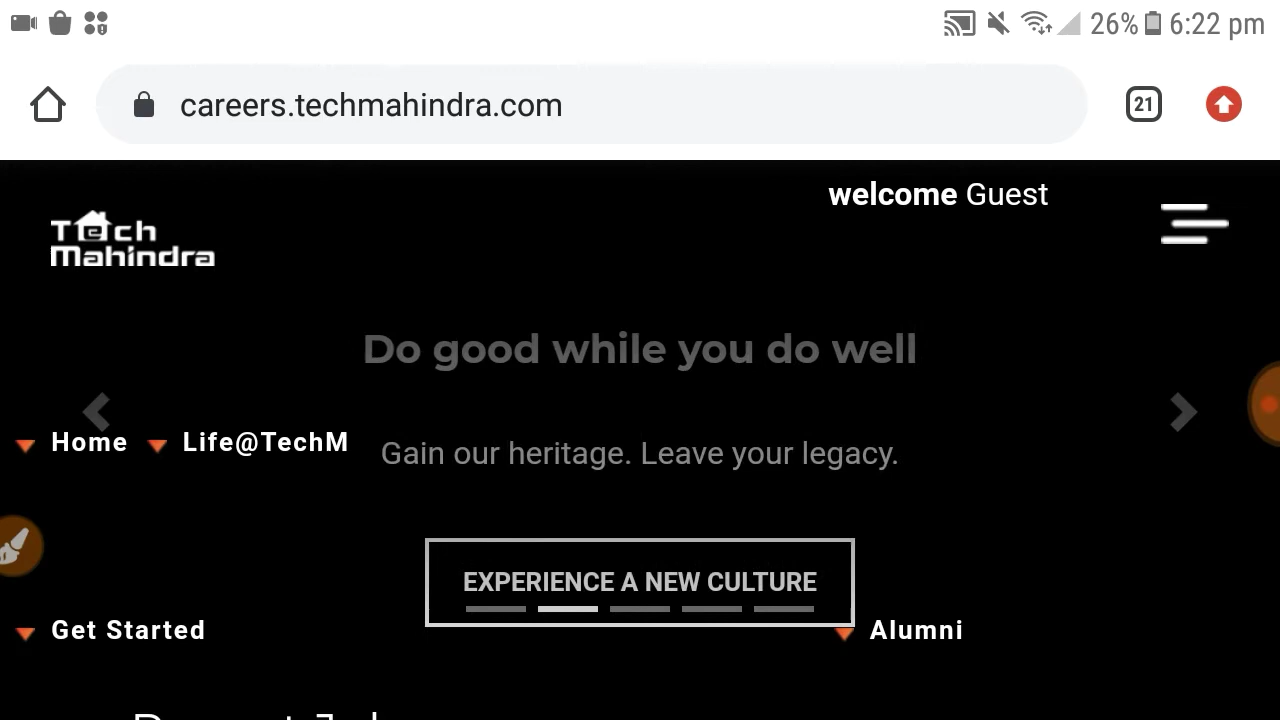 26% 6:22 pm
careers.techmahindra.com
21
welcome Guest
Tech
Mahindra
Do good while you do well
Home Life@TechM
Gain our heritage. Leave your legacy.
EXPERIENCE A NEW CULTURE
Get Started
Alumni